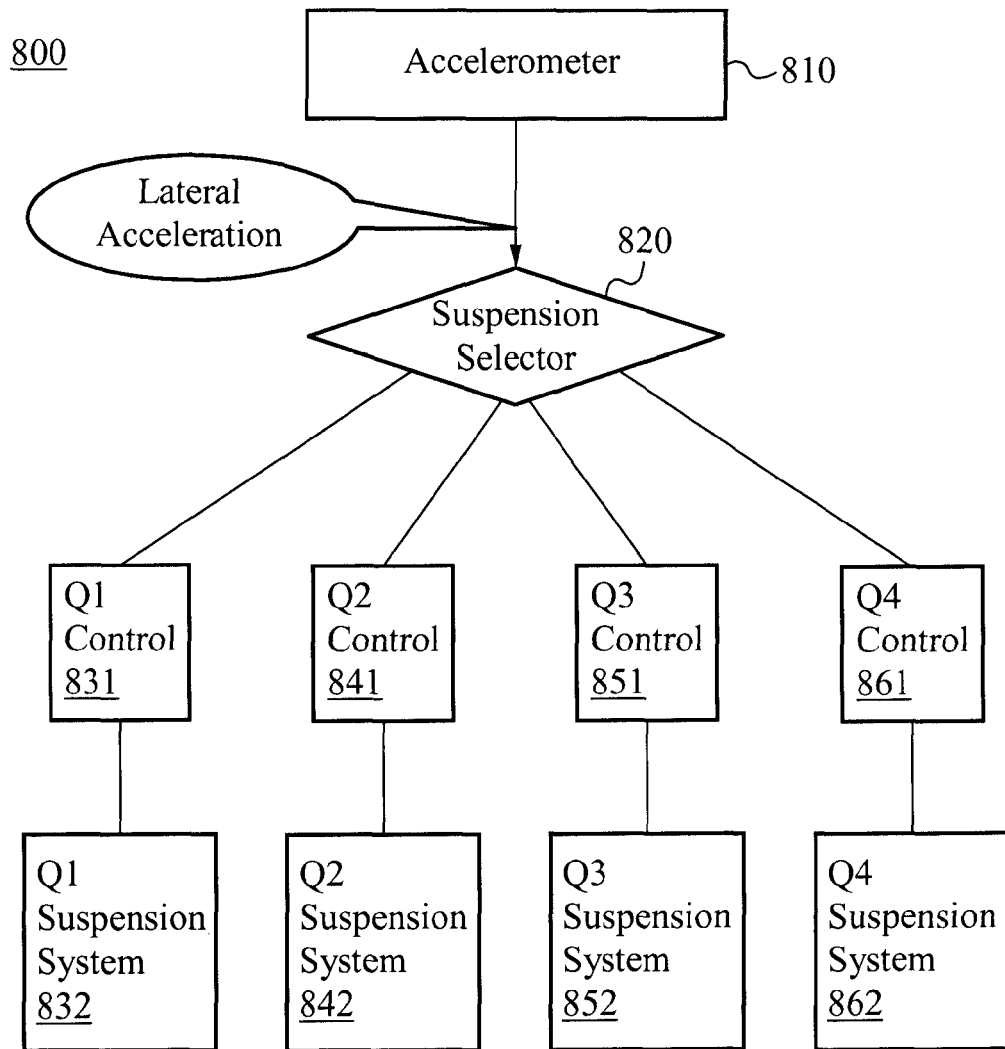 800
Accelerometer
810
Lateral
Acceleration
820
Suspension
Selector
Q1
Control
831
Q2
Control
841
Q3
Control
851
Q4
Control
861
Q1
Suspension
System
832
Q2
Suspension
System
842
Q3
Suspension
System
852
Q4
Suspension
System
862